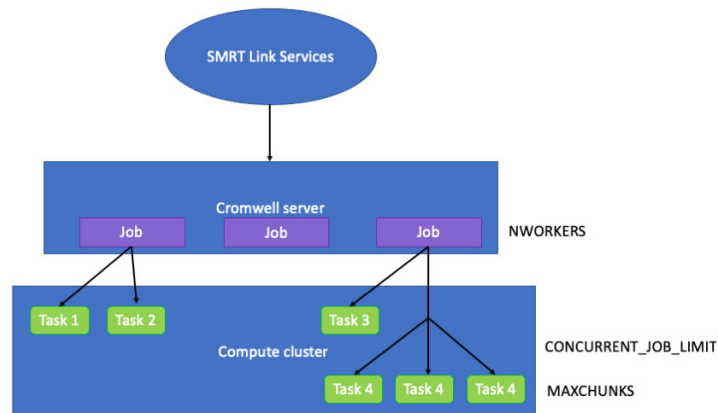 SMRT Link Services
Cromwell server
Job
Job
Job
NWORKERS
Task 1
Task 2
Task 3
Compute cluster
CONCURRENT_JOB_LIMIT
Task 4
Task 4
Task 4
MAXCHUNKS